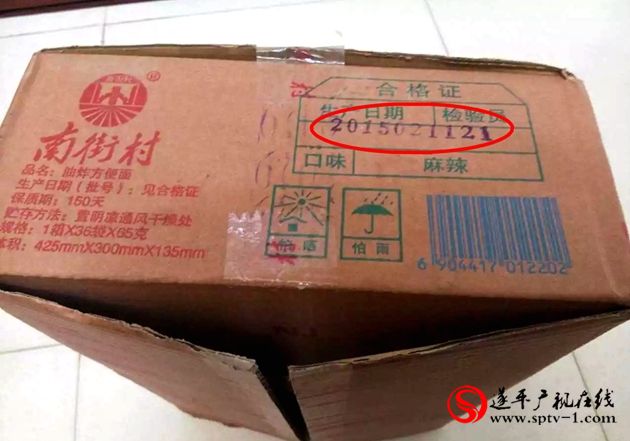 南街村
品名：油炸方便面
生产日期（批号）：见合格证
保质期：150天
贮存方法：置阴凉通风干燥处
规格：1箱X36袋X65克
体积：425mmX300mmX135mm
合格证
生产日期 检验员
2015021121
口味 麻辣
怕晒 怕雨
6 904417 012202
遂平广视在线
www.sptv-1.com